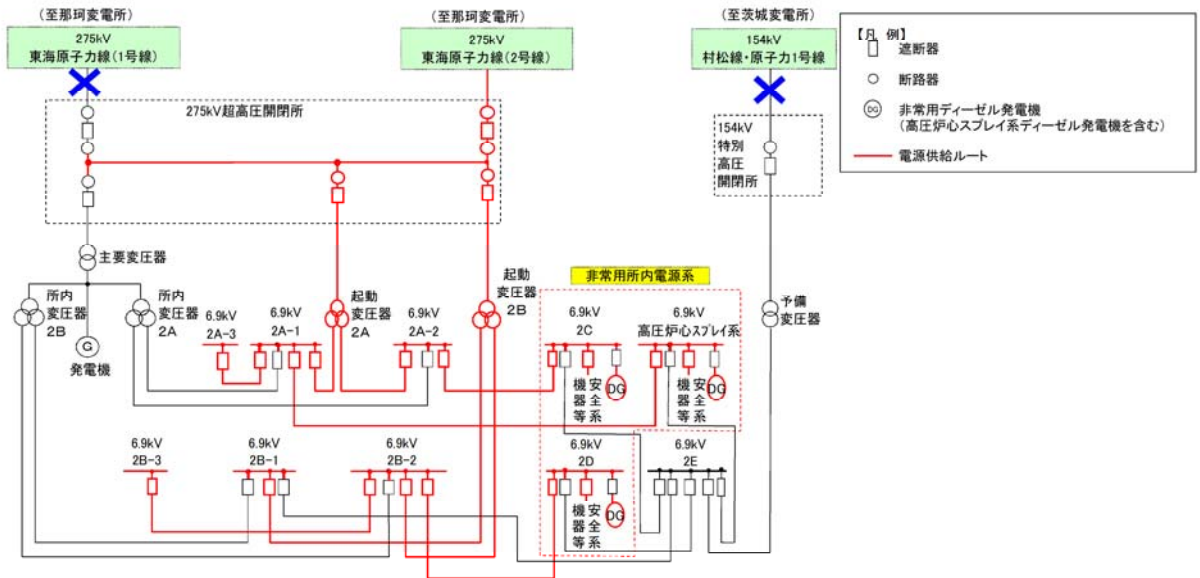 (至那珂変電所)
275kV
東海原子力線(1号線)
(至那珂変電所)
275kV
東海原子力線(2号線)
(至茨城変電所)
154kV
村松線・原子力1号線
【凡 例】
遮断器
断路器
DG
非常用ディーゼル発電機
(高圧炉心スプレイ系ディーゼル発電機を含む)
電源供給ルート
275kV超高圧開閉所
154kV
特別
高圧
開閉所
主要変圧器
所内
変圧器
2B
所内
変圧器
2A
G
発電機
6.9kV
2A-3
6.9kV
2A-1
起動
変圧器
2A
6.9kV
2A-2
起動
変圧器
2B
非常用所内電源系
6.9kV
2C
機器等
安全系
DG
6.9kV
高圧炉心スプレイ系
機器等
安全系
DG
予備
変圧器
6.9kV
2B-3
6.9kV
2B-1
6.9kV
2B-2
6.9kV
2D
機器等
安全系
DG
6.9kV
2E